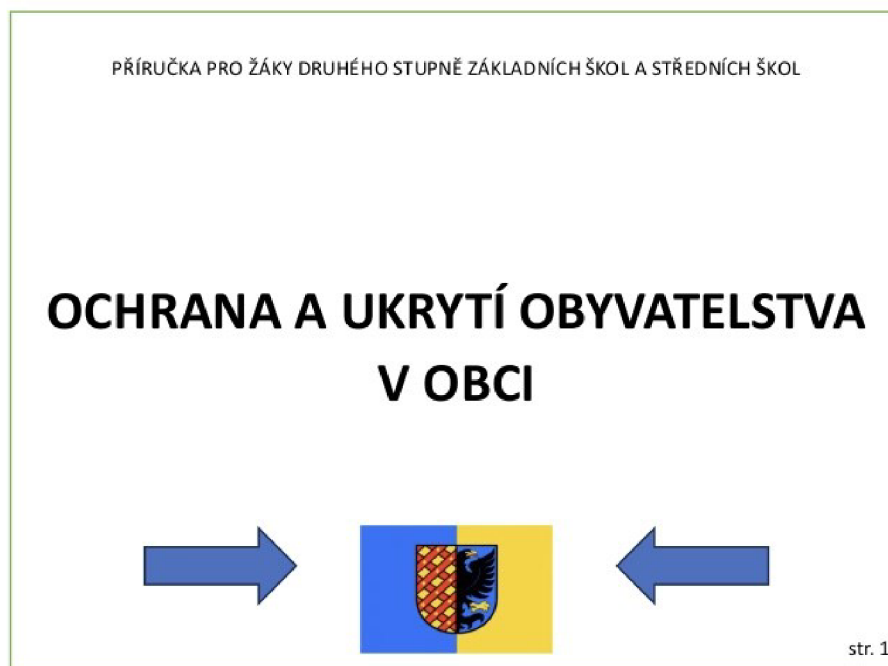 PŘÍRUČKA PRO ŽÁKY DRUHÉHO STUPNĚ ZÁKLADNÍCH ŠKOL A STŘEDNÍCH ŠKOL
OCHRANA A UKRYTÍ OBYVATELSTVA
V OBCI
str. 1